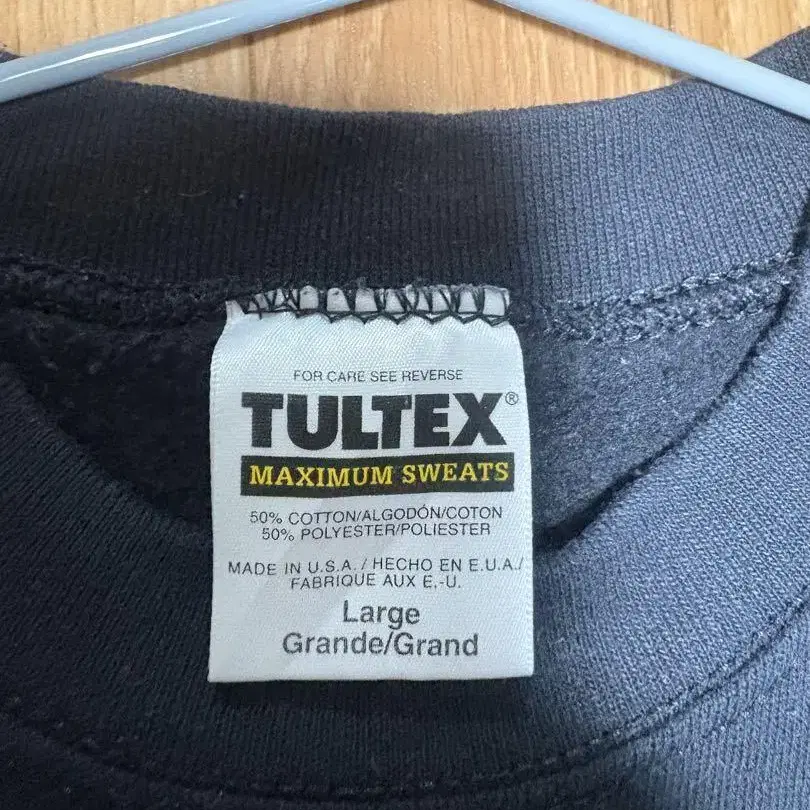 FOR CARE SEE REVERSE
TULTEX®
MAXIMUM SWEATS
50% COTTON/ALGODÓN/COTON
50% POLYESTER/POLIESTER
MADE IN U.S.A./HECHO EN E.U.A./
FABRIQUE AUX E.-U.
Large
Grande/Grand